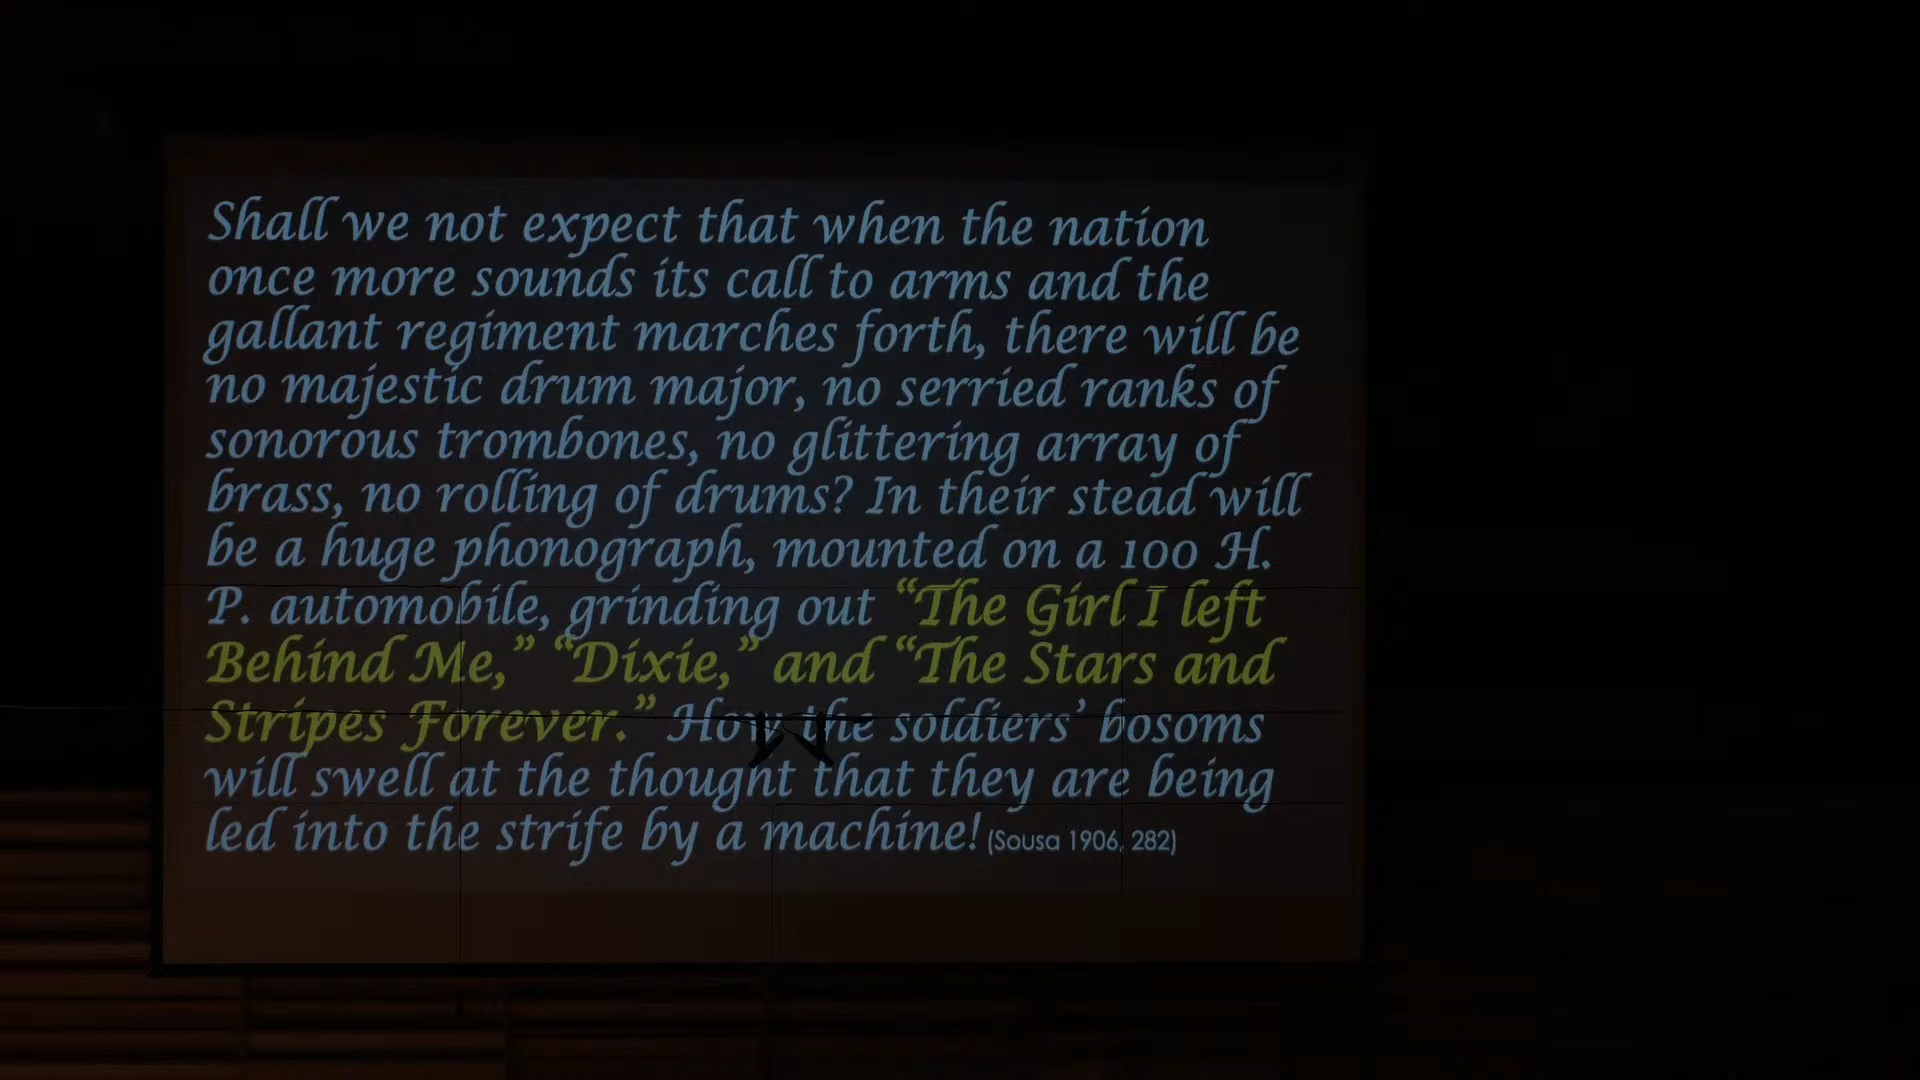 Shall we not expect that when the nation
once more sounds its call to arms and the
gallant regiment marches forth, there will be
no majestic drum major, no serried ranks of
sonorous trombones, no glittering array of
brass, no rolling of drums? In their stead will
be a huge phonograph, mounted on a 100 H.
P. automobile, grinding out “The Girl I left
Behind Me,” “Dixie,” and “The Stars and
Stripes Forever.” How the soldiers’ bosoms
will swell at the thought that they are being
led into the strife by a machine! (Sousa 1906, 282)